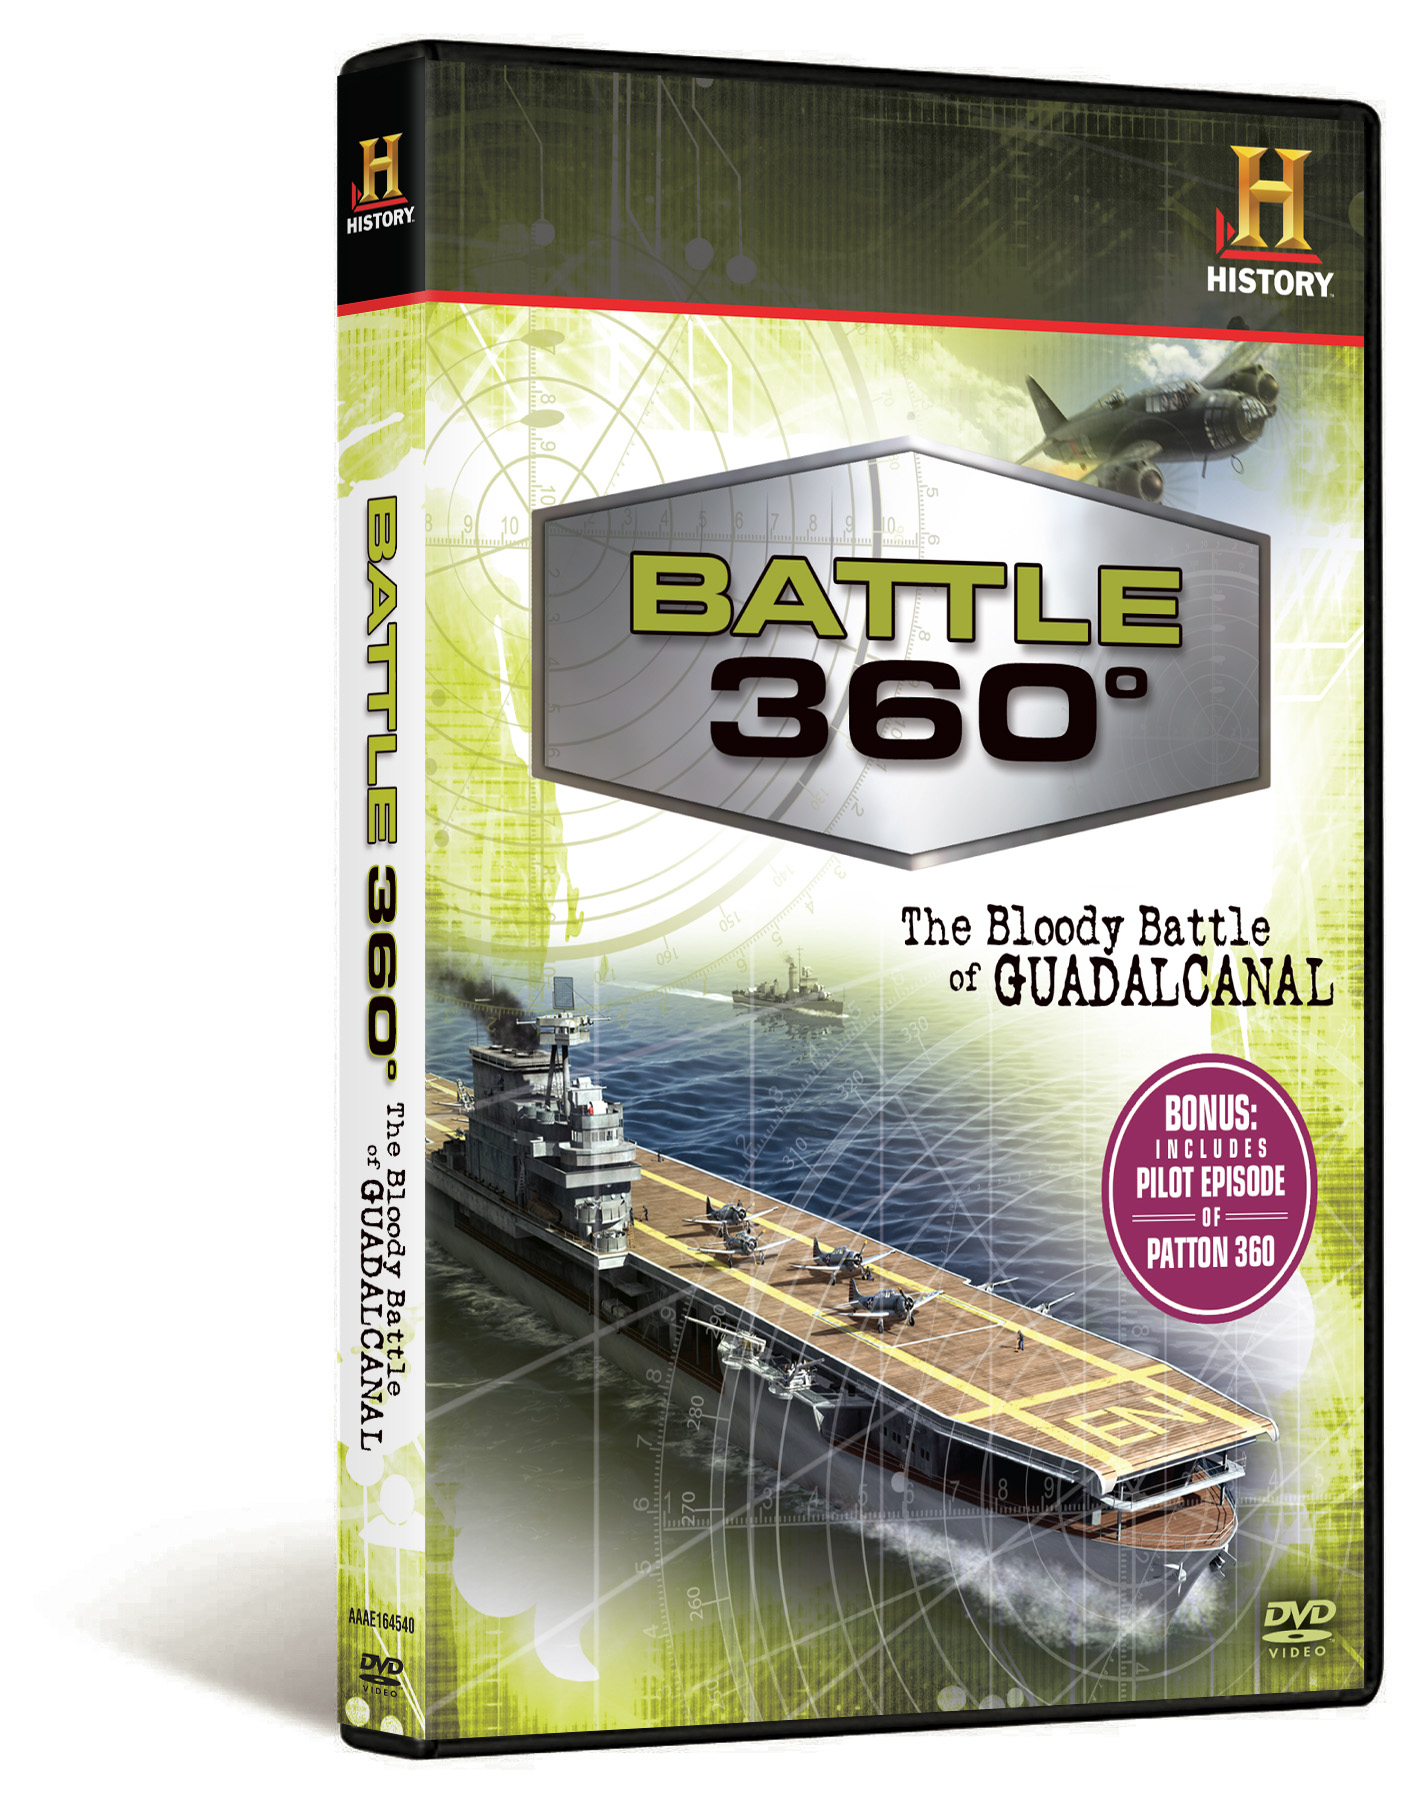 HISTORY
BATTLE 360°
The Bloody Battle
of GUADALCANAL
AAAE164540
DVD
VIDEO
HISTORY
BATTLE
360°
The Bloody Battle
of GUADALCANAL
BONUS:
INCLUDES
PILOT EPISODE
OF
PATTON 360
EN
DVD
VIDEO